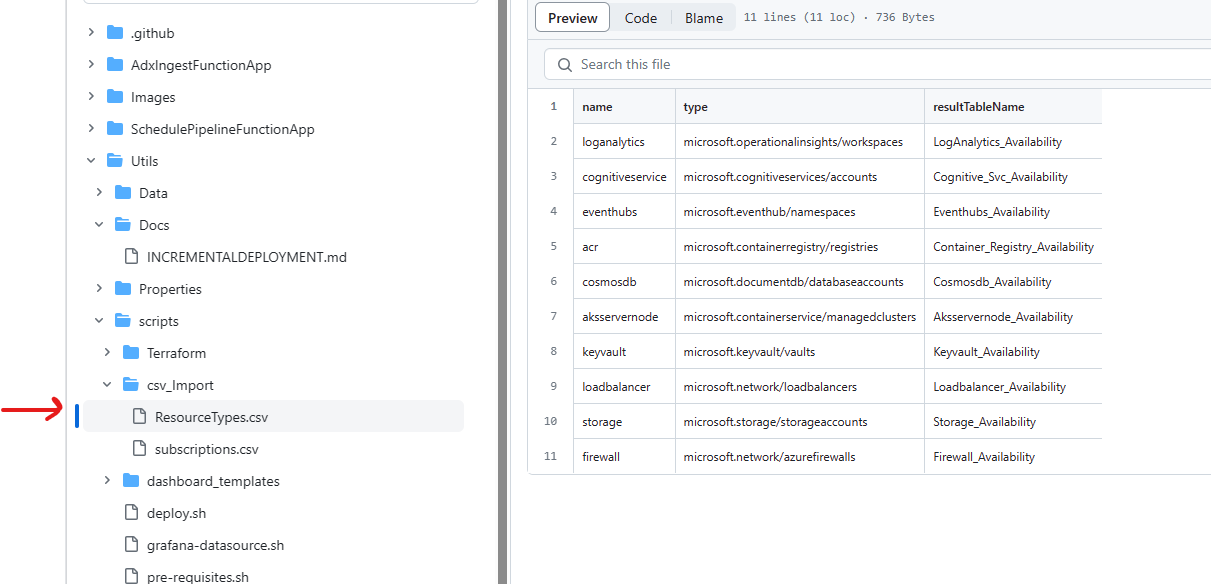 .github
AdxIngestFunctionApp
Images
SchedulePipelineFunctionApp
Utils
Data
Docs
INCREMENTALDEPLOYMENT.md
Properties
scripts
Terraform
csv_Import
ResourceTypes.csv
subscriptions.csv
dashboard_templates
deploy.sh
grafana-datasource.sh
pre-requisites.sh
Preview Code Blame 11 lines (11 loc) · 736 Bytes
Search this file
1 name type resultTableName
2 loganalytics microsoft.operationalinsights/workspaces LogAnalytics_Availability
3 cognitiveservice microsoft.cognitiveservices/accounts Cognitive_Svc_Availability
4 eventhubs microsoft.eventhub/namespaces Eventhubs_Availability
5 acr microsoft.containerregistry/registries Container_Registry_Availability
6 cosmosdb microsoft.documentdb/databaseaccounts Cosmosdb_Availability
7 aksservernode microsoft.containerservice/managedclusters Aksservernode_Availability
8 keyvault microsoft.keyvault/vaults Keyvault_Availability
9 loadbalancer microsoft.network/loadbalancers Loadbalancer_Availability
10 storage microsoft.storage/storageaccounts Storage_Availability
11 firewall microsoft.network/azurefirewalls Firewall_Availability